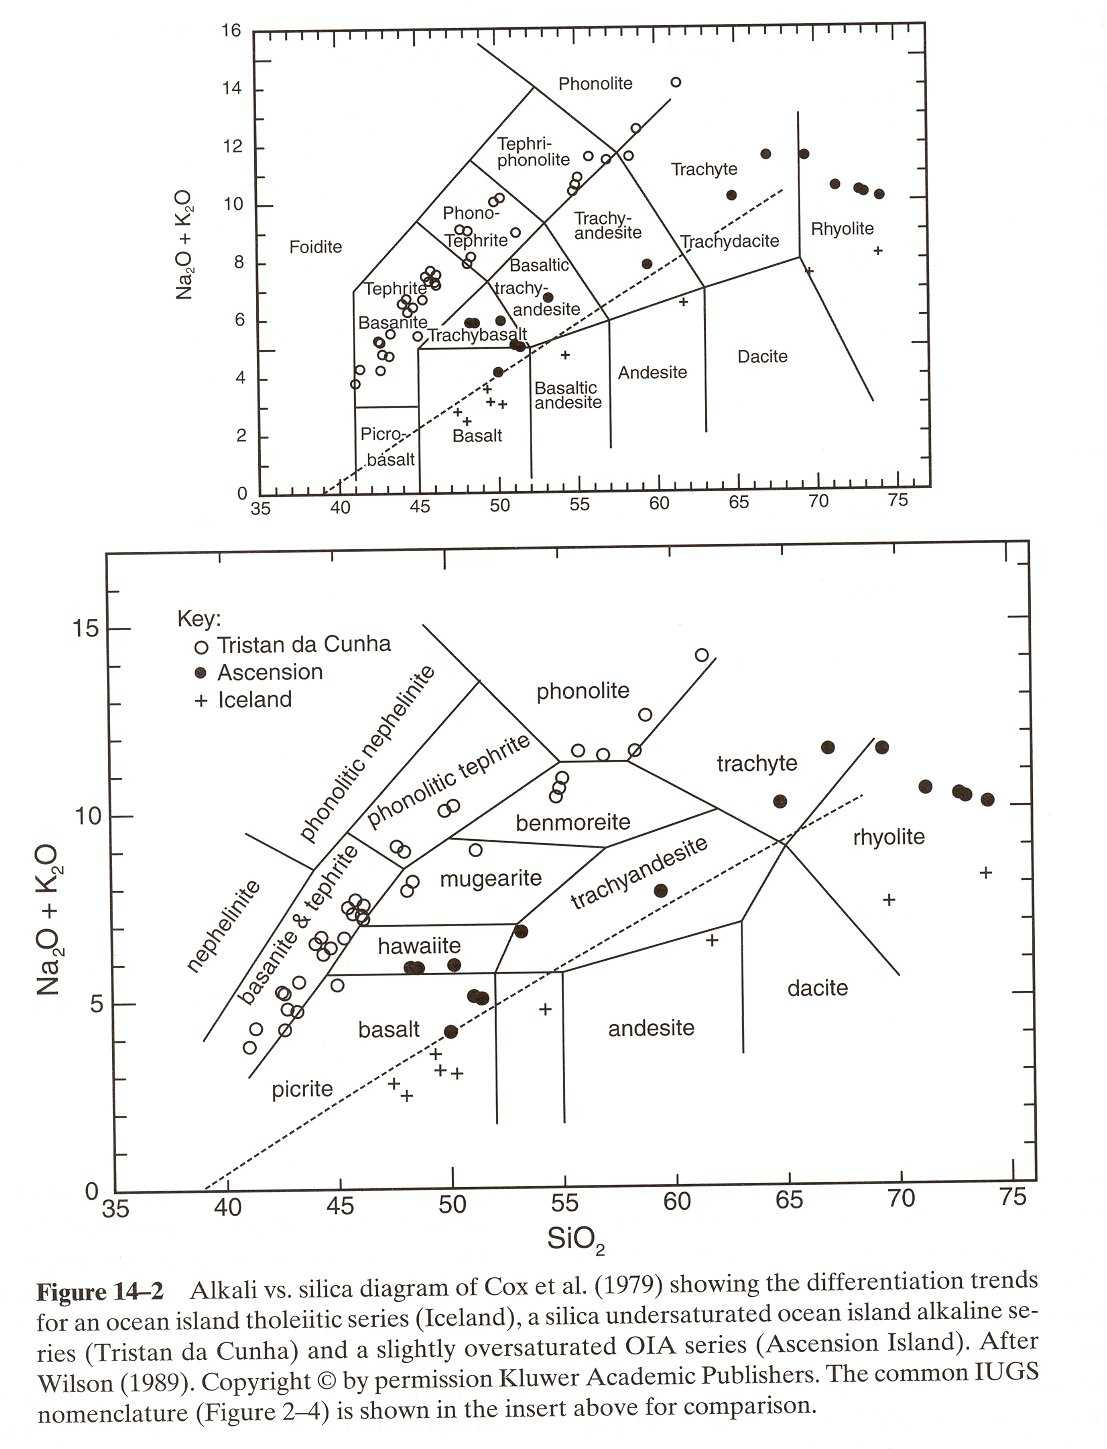 16
14
12
10
8
6
4
2
0
Na2O + K2O
Phonolite
Tephri-
phonolite
Trachyte
Phono-
Tephrite
Trachy-
andesite
Trachydacite
Rhyolite
Foidite
Basaltic
trachy-
andesite
Tephrite
Basanite
Trachybasalt
Dacite
Andesite
Basaltic
andesite
Picro-
basalt
Basalt
35 40 45 50 55 60 65 70 75
Key:
Tristan da Cunha
Ascension
+ Iceland
15
10
5
0
Na2O + K2O
phonolite
phonolitic nephelinite
phonolitic tephrite
trachyte
benmoreite
rhyolite
mugearite
trachyandesite
nephelinite
basanite & tephrite
hawaiite
dacite
basalt
andesite
picrite
35 40 45 50 55 60 65 70 75
SiO2
Figure 14–2 Alkali vs. silica diagram of Cox et al. (1979) showing the differentiation trends
for an ocean island tholeiitic series (Iceland), a silica undersaturated ocean island alkaline se-
ries (Tristan da Cunha) and a slightly oversaturated OIA series (Ascension Island). After
Wilson (1989). Copyright © by permission Kluwer Academic Publishers. The common IUGS
nomenclature (Figure 2–4) is shown in the insert above for comparison.